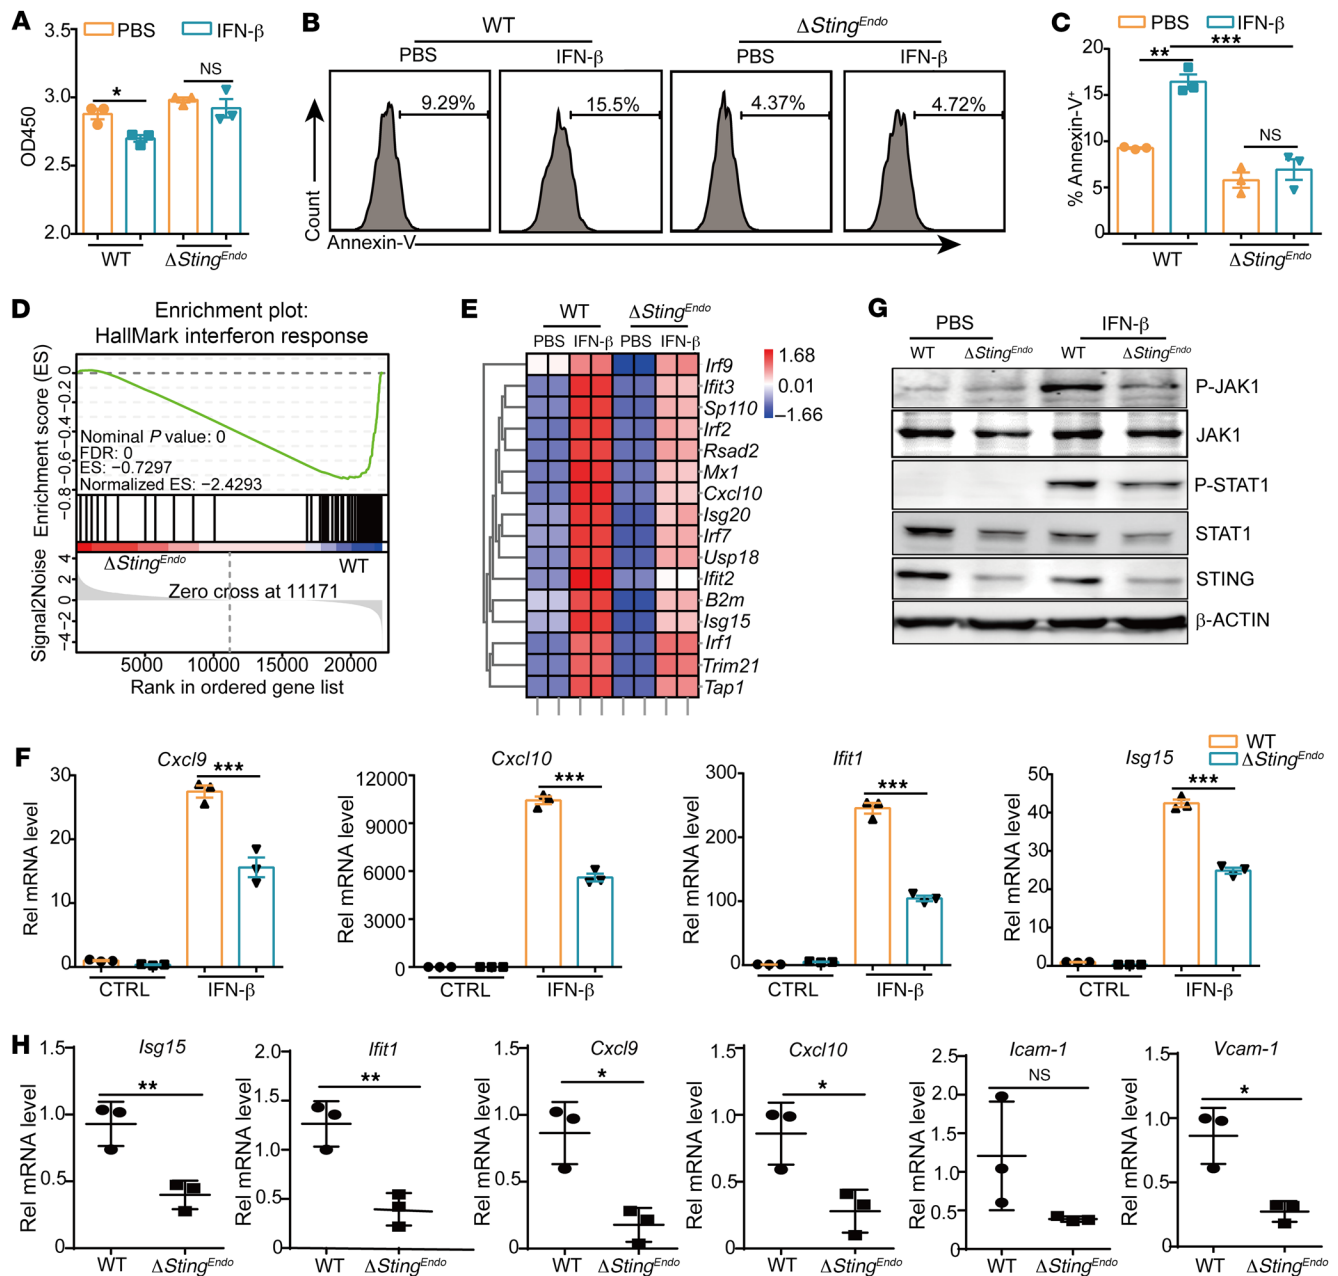 A
PBS IFN-β
OD450
3.5
3.0
2.5
2.0
*
NS
WT ΔSting^Endo
B
WT ΔSting^Endo
PBS IFN-β PBS IFN-β
9.29% 15.5% 4.37% 4.72%
Count
Annexin-V
C
PBS IFN-β
% Annexin-V⁺
20
15
10
5
0
** ***
NS
WT ΔSting^Endo
D
Enrichment plot:
HallMark interferon response
Enrichment score (ES)
0
−0.2
−0.4
−0.6
−0.8
Nominal P value: 0
FDR: 0
ES: −0.7297
Normalized ES: −2.4293
ΔSting^Endo WT
Signal2Noise
4
2
0
−2
−4
Zero cross at 11171
5000 10000 15000 20000
Rank in ordered gene list
E
WT ΔSting^Endo
PBS IFN-β PBS IFN-β
1.68
0.01
−1.66
Irf9
Ifit3
Sp110
Irf2
Rsad2
Mx1
Cxcl10
Isg20
Irf7
Usp18
Ifit2
B2m
Isg15
Irf1
Trim21
Tap1
G
PBS IFN-β
WT ΔSting^Endo WT ΔSting^Endo
P-JAK1
JAK1
P-STAT1
STAT1
STING
β-ACTIN
F
WT
ΔSting^Endo
Cxcl9
Rel mRNA level
30
20
10
0
***
CTRL IFN-β
Cxcl10
Rel mRNA level
12000
9000
6000
3000
0
***
CTRL IFN-β
Ifit1
Rel mRNA level
300
200
100
0
***
CTRL IFN-β
Isg15
Rel mRNA level
50
40
30
20
10
0
***
CTRL IFN-β
H
Isg15
Rel mRNA level
1.5
1.0
0.5
0
**
WT ΔSting^Endo
Ifit1
Rel mRNA level
2.0
1.5
1.0
0.5
0
**
WT ΔSting^Endo
Cxcl9
Rel mRNA level
1.5
1.0
0.5
0
*
WT ΔSting^Endo
Cxcl10
Rel mRNA level
1.5
1.0
0.5
0
*
WT ΔSting^Endo
Icam-1
Rel mRNA level
2.5
2.0
1.5
1.0
0.5
0
NS
WT ΔSting^Endo
Vcam-1
Rel mRNA level
1.5
1.0
0.5
0
*
WT ΔSting^Endo